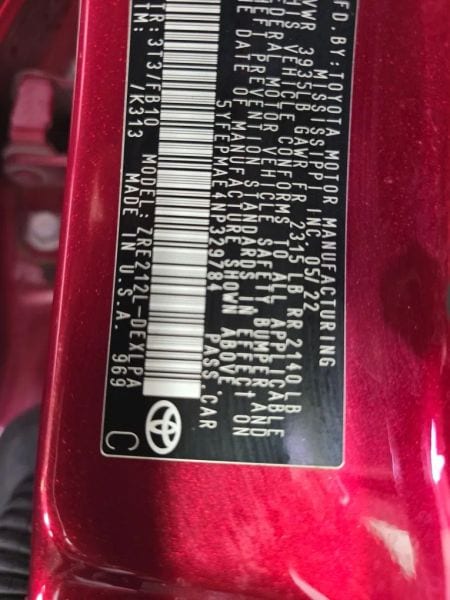 MFD. BY: TOYOTA MOTOR MANUFACTURING
MISSISSIPPI INC. 05/22
GVWR 3935LB GAWR FR 2315 LB RR 2140 LB
THIS VEHICLE CONFORMS TO ALL APPLICABLE
FEDERAL MOTOR VEHICLE SAFETY, BUMPER AND
THEFT PREVENTION STANDARDS IN EFFECT ON
THE DATE OF MANUFACTURE SHOWN ABOVE.
5YFEPMAE4NP329784 PASS. CAR
TR: 3T3/FB10 MODEL: ZRE212L-DEXLPA
TM: /K313 MADE IN U.S.A. 969
C